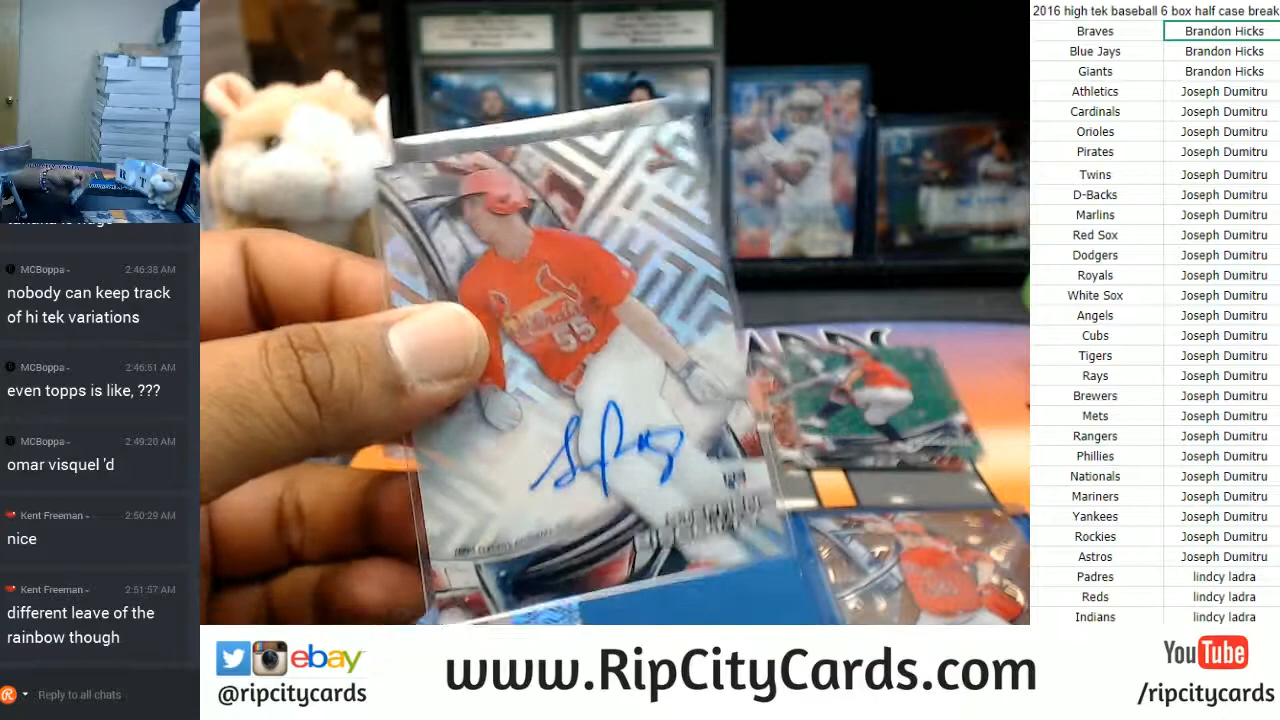 2016 high tek baseball 6 box half case break
Braves Brandon Hicks
Blue Jays Brandon Hicks
Giants Brandon Hicks
Athletics Joseph Dumitru
Cardinals Joseph Dumitru
Orioles Joseph Dumitru
Pirates Joseph Dumitru
Twins Joseph Dumitru
D-Backs Joseph Dumitru
Marlins Joseph Dumitru
Red Sox Joseph Dumitru
Dodgers Joseph Dumitru
Royals Joseph Dumitru
White Sox Joseph Dumitru
Angels Joseph Dumitru
Cubs Joseph Dumitru
Tigers Joseph Dumitru
Rays Joseph Dumitru
Brewers Joseph Dumitru
Mets Joseph Dumitru
Rangers Joseph Dumitru
Phillies Joseph Dumitru
Nationals Joseph Dumitru
Mariners Joseph Dumitru
Yankees Joseph Dumitru
Rockies Joseph Dumitru
Astros Joseph Dumitru
Padres lindcy ladra
Reds lindcy ladra
Indians lindcy ladra
MCBoppa 2:46:38 AM
nobody can keep track
of hi tek variations
MCBoppa 2:46:51 AM
even topps is like, ???
MCBoppa 2:49:20 AM
omar visquel 'd
Kent Freeman 2:50:29 AM
nice
Kent Freeman 2:51:57 AM
different leave of the
rainbow though
Reply to all chats
Cardinals
55
ebay
@ripcitycards
www.RipCityCards.com
YouTube
/ripcitycards